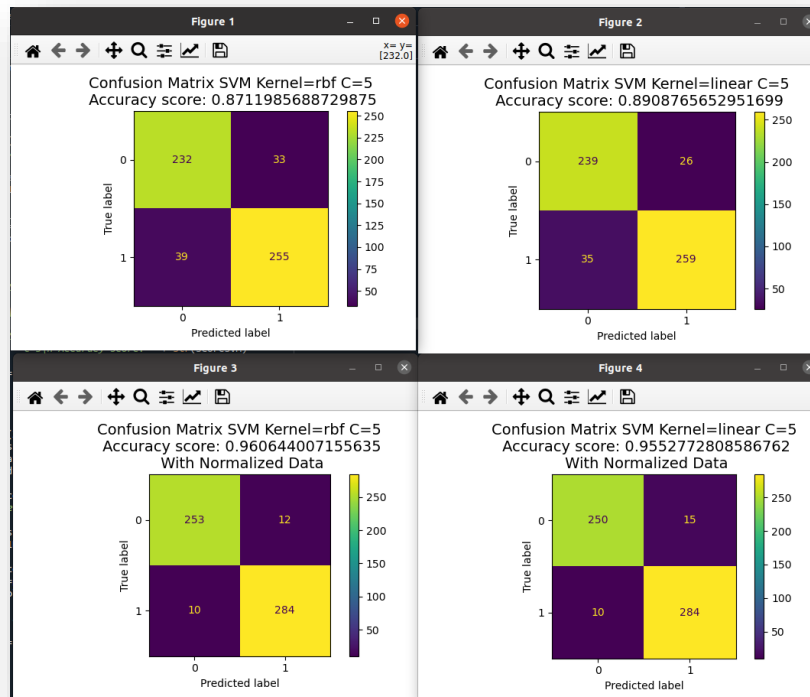 Figure 1
x= y=
[232.0]
Confusion Matrix SVM Kernel=rbf C=5
Accuracy score: 0.8711985688729875
0
232
33
1
39
255
0
1
True label
Predicted label
250
225
200
175
150
125
100
75
50
Figure 2
Confusion Matrix SVM Kernel=linear C=5
Accuracy score: 0.8908765652951699
0
239
26
1
35
259
0
1
True label
Predicted label
250
200
150
100
50
Figure 3
Confusion Matrix SVM Kernel=rbf C=5
Accuracy score: 0.960644007155635
With Normalized Data
0
253
12
1
10
284
0
1
True label
Predicted label
250
200
150
100
50
Figure 4
Confusion Matrix SVM Kernel=linear C=5
Accuracy score: 0.9552772808586762
With Normalized Data
0
250
15
1
10
284
0
1
True label
Predicted label
250
200
150
100
50